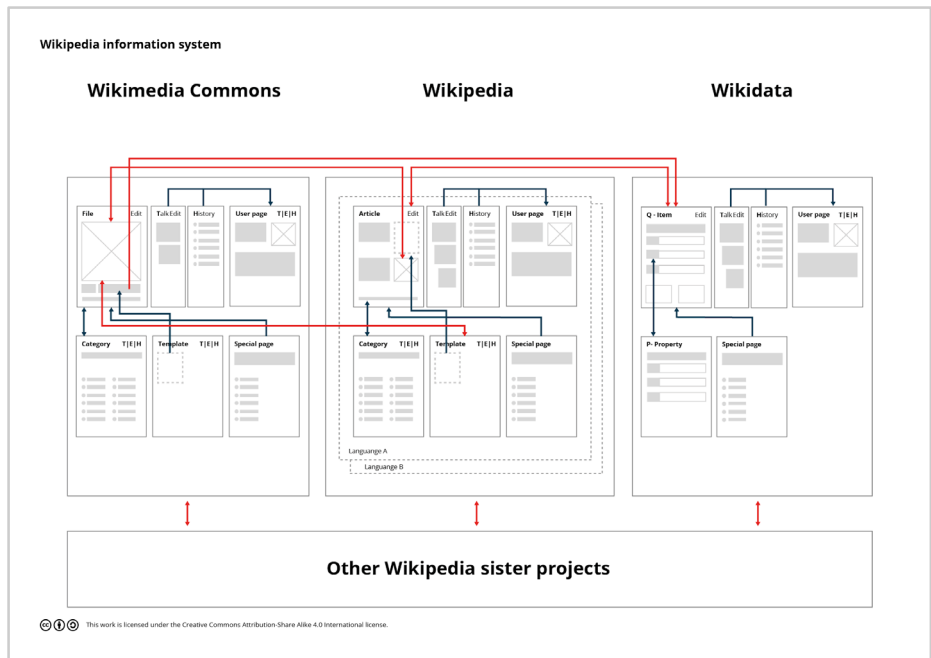 Wikipedia information system
Wikimedia Commons
Wikipedia
Wikidata
File Edit
Talk Edit
History
User page T|E|H
Article Edit
Talk Edit
History
User page T|E|H
Q - Item Edit
Talk Edit
History
User page T|E|H
Category T|E|H
Template T|E|H
Special page
Category T|E|H
Template T|E|H
Special page
P- Property
Special page
Languange A
Languange B
Other Wikipedia sister projects
This work is licensed under the Creative Commons Attribution-Share Alike 4.0 International license.